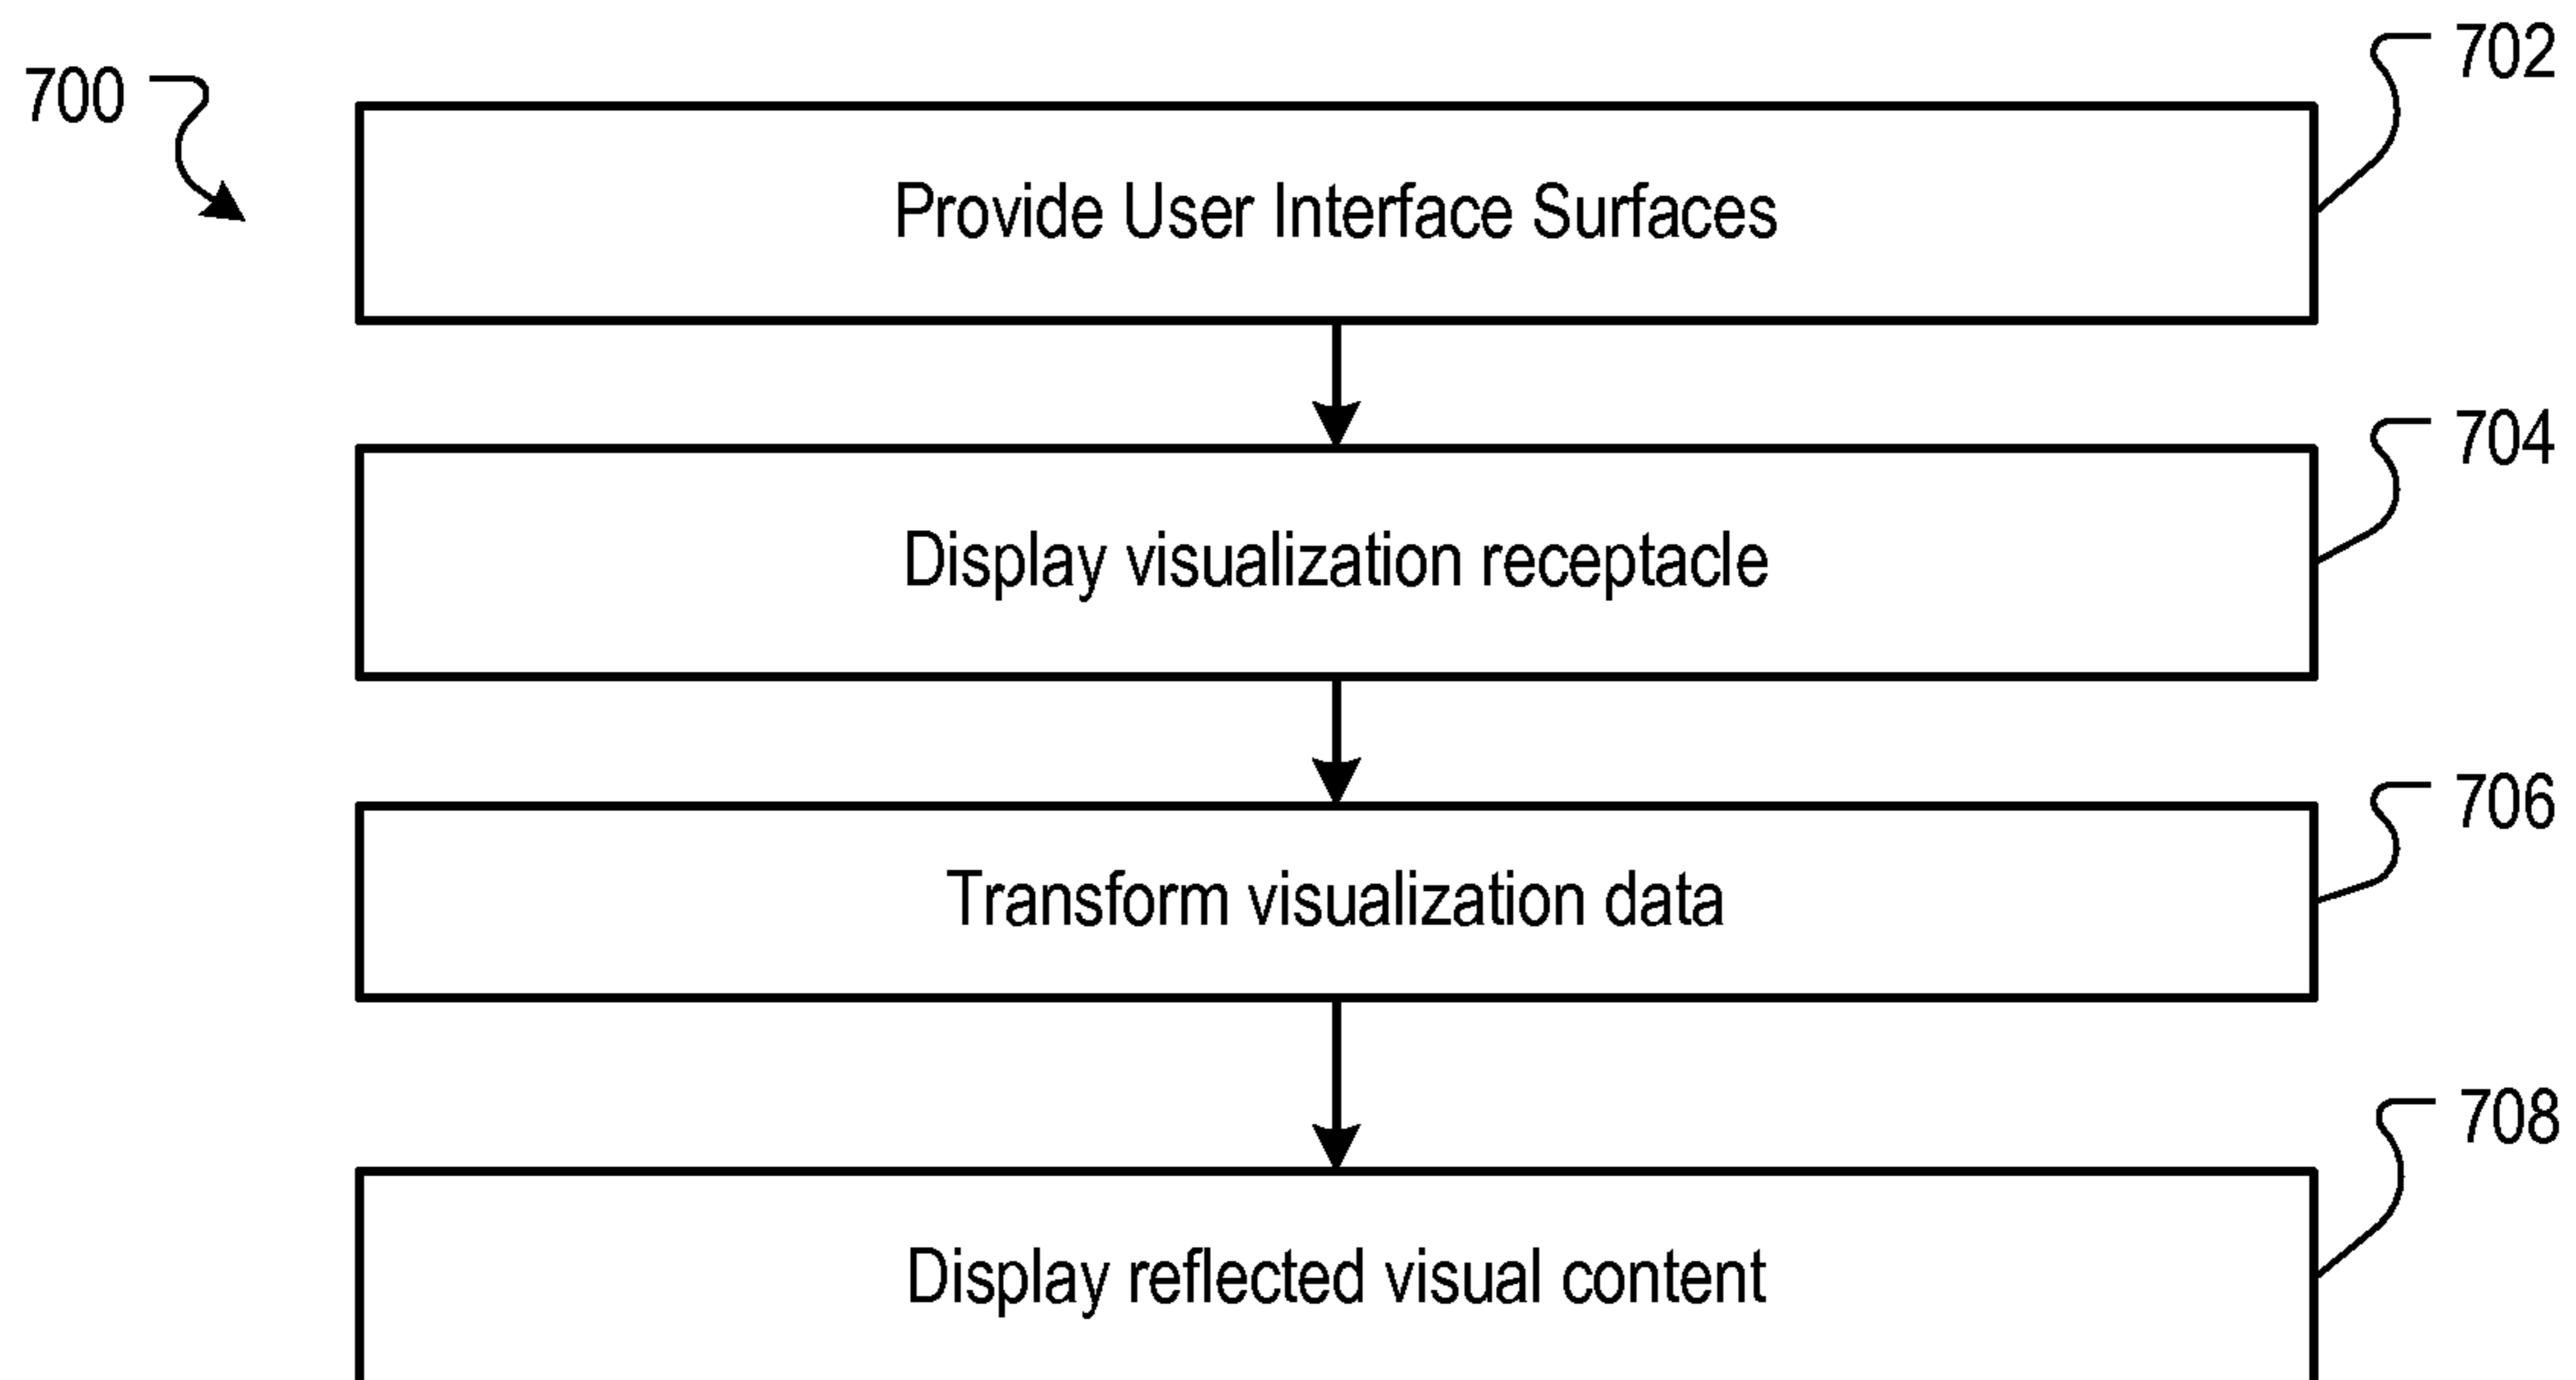 700
702
Provide User Interface Surfaces
704
Display visualization receptacle
706
Transform visualization data
708
Display reflected visual content